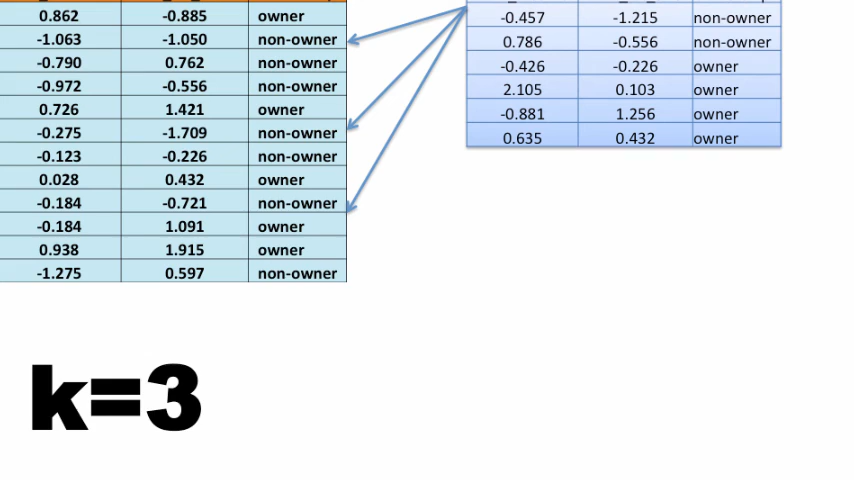 0.862 -0.885 owner
-1.063 -1.050 non-owner
-0.790 0.762 non-owner
-0.972 -0.556 non-owner
0.726 1.421 owner
-0.275 -1.709 non-owner
-0.123 -0.226 non-owner
0.028 0.432 owner
-0.184 -0.721 non-owner
-0.184 1.091 owner
0.938 1.915 owner
-1.275 0.597 non-owner
-0.457 -1.215 non-owner
0.786 -0.556 non-owner
-0.426 -0.226 owner
2.105 0.103 owner
-0.881 1.256 owner
0.635 0.432 owner
k=3